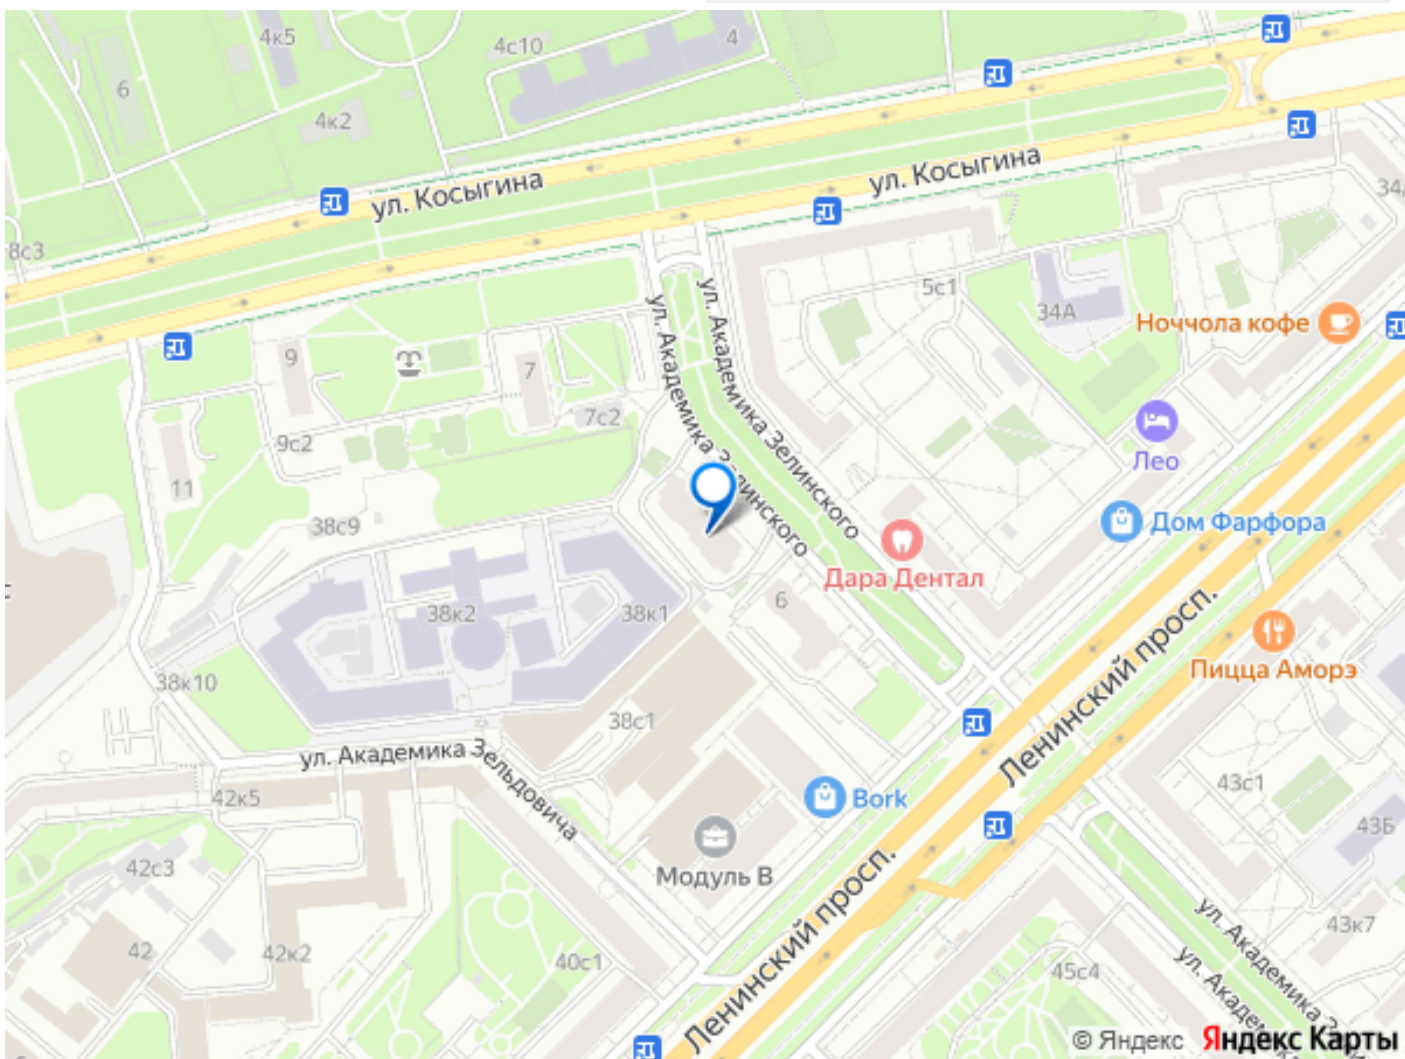 4к5
4с10
4
6
4к2
ул. Косыгина
ул. Косыгина
34
8с3
5с1
34А
Ночchола кофе
9
7
ул. Академика Зелинского
ул. Академика Зелинского
7с2
9с2
Лео
11
38с9
Дом Фарфора
Дара Дентал
38к2
38к1
6
Ленинский просп.
Пицца Аморэ
38к10
38с1
ул. Академика Зельдовича
43с1
42к5
Bork
43Б
Модуль В
42с3
Ленинский просп.
ул. Академика
43к7
42
42к2
40с1
45с4
ул. Академ
© Яндекс Яндекс Карты